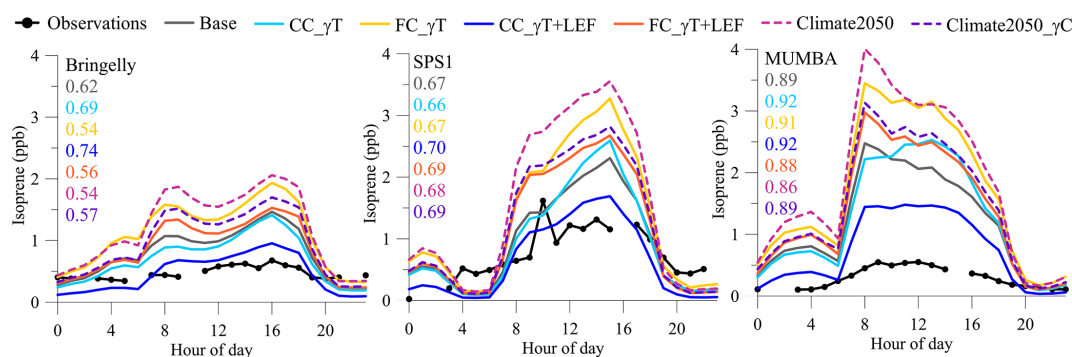 Observations Base CC_γT FC_γT CC_γT+LEF FC_γT+LEF Climate2050 Climate2050_γC
Isoprene (ppb)
4
3
2
1
0
Bringelly
0.62
0.69
0.54
0.74
0.56
0.54
0.57
0 4 8 12 16 20
Hour of day
Isoprene (ppb)
4
3
2
1
0
SPS1
0.67
0.66
0.67
0.70
0.69
0.68
0.69
0 4 8 12 16 20
Hour of day
Isoprene (ppb)
4
3
2
1
0
MUMBA
0.89
0.92
0.91
0.92
0.88
0.86
0.89
0 4 8 12 16 20
Hour of day